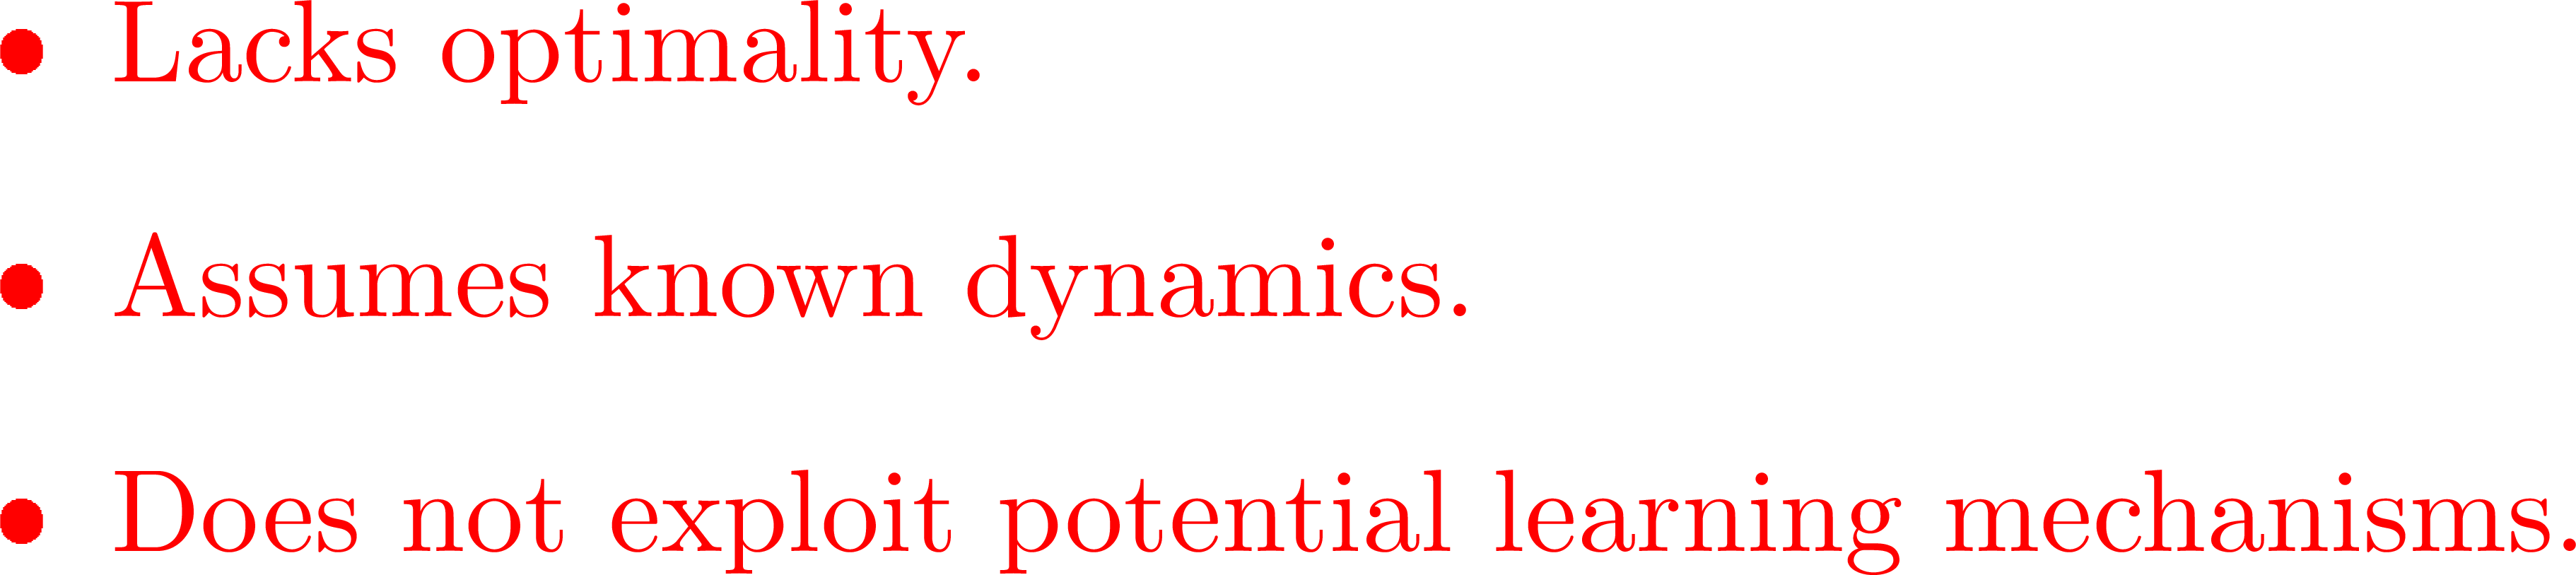 • Lacks optimality.
• Assumes known dynamics.
• Does not exploit potential learning mechanisms.